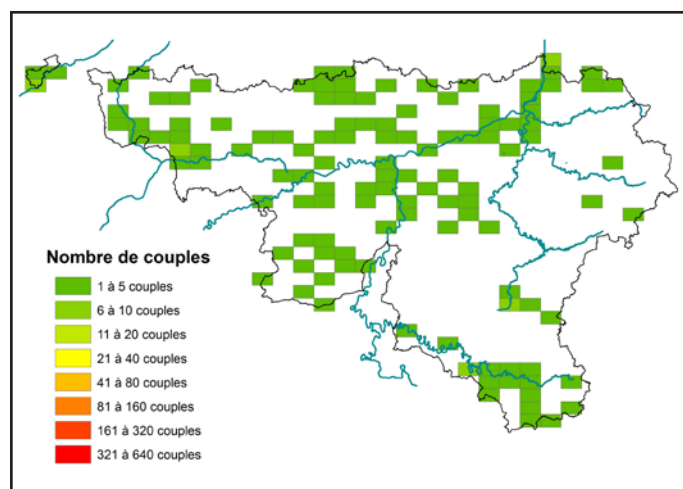 Nombre de couples
1 à 5 couples
6 à 10 couples
11 à 20 couples
21 à 40 couples
41 à 80 couples
81 à 160 couples
161 à 320 couples
321 à 640 couples